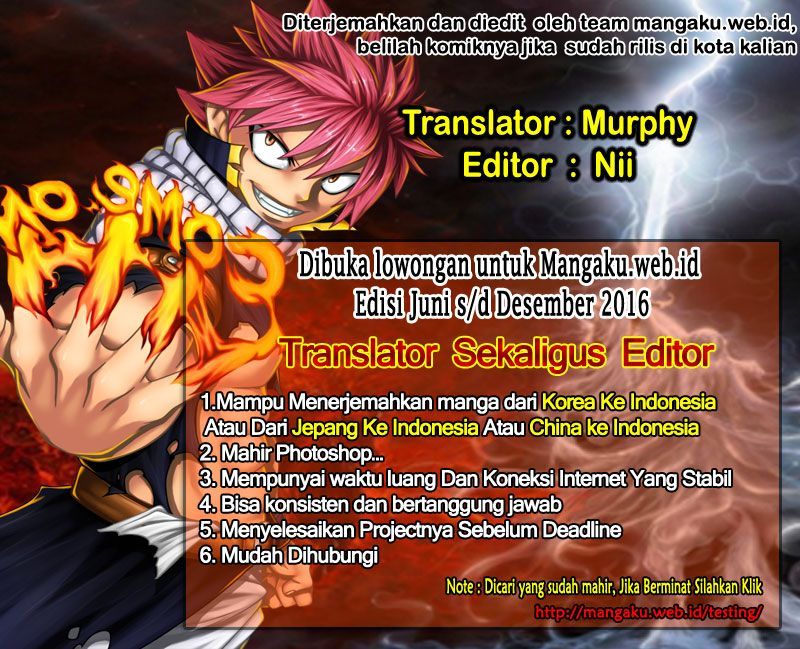 Diterjemahkan dan diedit oleh team mangaku.web.id,
belilah komiknya jika sudah rilis di kota kalian
Translator : Murphy
Editor : Nii
COME ON
Dibuka lowongan untuk Mangaku.web.id
Edisi Juni s/d Desember 2016
Translator Sekaligus Editor
1.Mampu Menerjemahkan manga dari Korea Ke Indonesia
Atau Dari Jepang Ke Indonesia Atau China ke Indonesia
2. Mahir Photoshop...
3. Mempunyai waktu luang Dan Koneksi Internet Yang Stabil
4. Bisa konsisten dan bertanggung jawab
5. Menyelesaikan Projectnya Sebelum Deadline
6. Mudah Dihubungi
Note : Dicari yang sudah mahir, Jika Berminat Silahkan Klik
http://mangaku.web.id/testing/